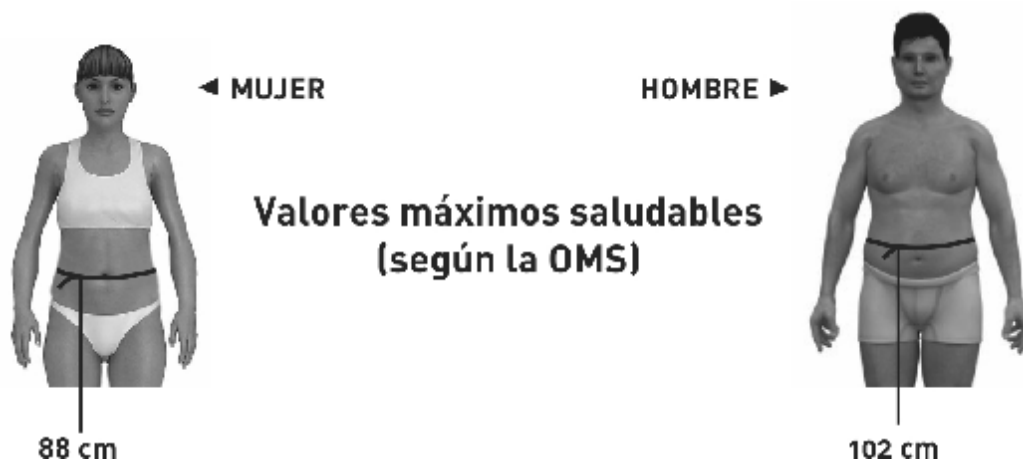 ◄ MUJER
HOMBRE ►
Valores máximos saludables
(según la OMS)
88 cm
102 cm